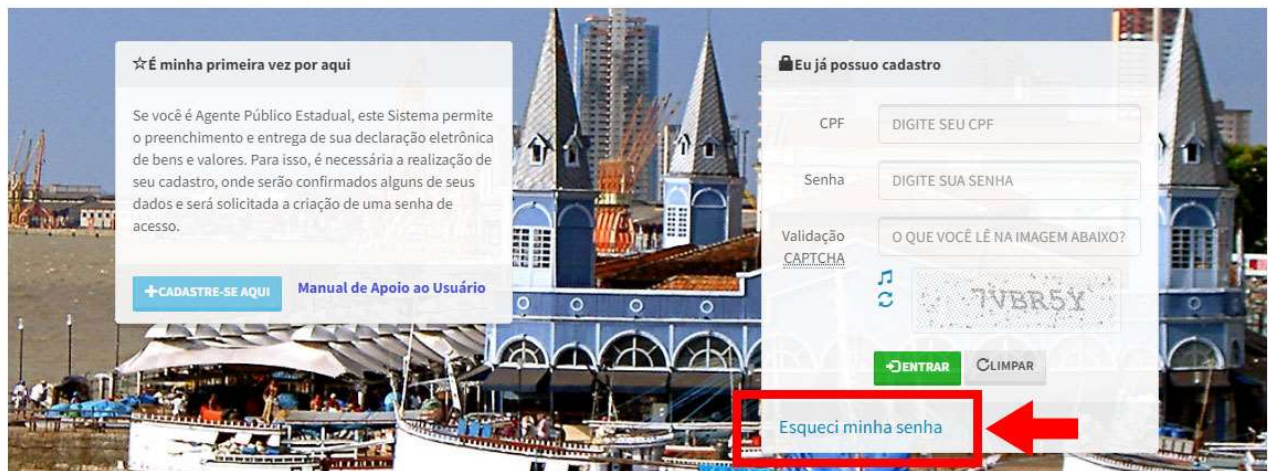 É minha primeira vez por aqui
Se você é Agente Público Estadual, este Sistema permite
o preenchimento e entrega de sua declaração eletrônica
de bens e valores. Para isso, é necessária a realização de
seu cadastro, onde serão confirmados alguns de seus
dados e será solicitada a criação de uma senha de
acesso.
CADASTRE-SE AQUI Manual de Apoio ao Usuário
Eu já possuo cadastro
CPF DIGITE SEU CPF
Senha DIGITE SUA SENHA
Validação O QUE VOCÊ LÊ NA IMAGEM ABAIXO?
CAPTCHA
7VBR5Y
ENTRAR LIMPAR
Esqueci minha senha